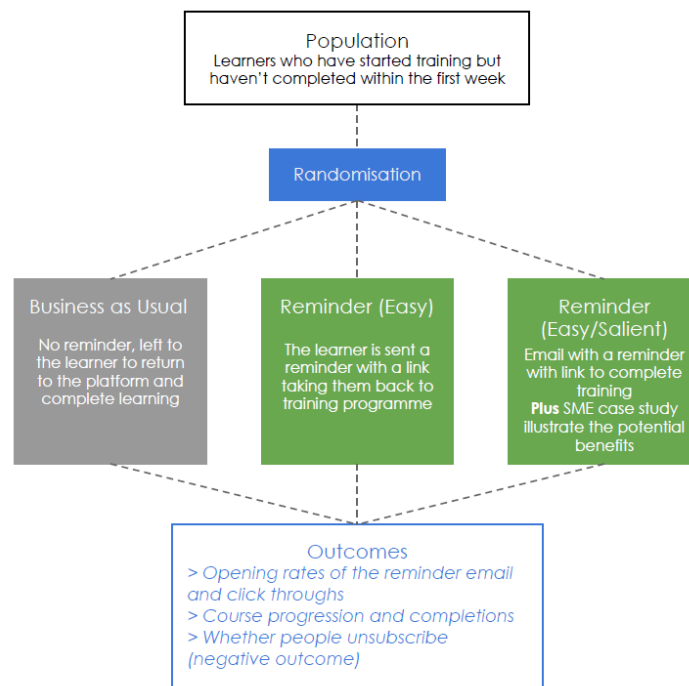 Population
Learners who have started training but
haven't completed within the first week
Randomisation
Business as Usual
No reminder, left to
the learner to return
to the platform and
complete learning
Reminder (Easy)
The learner is sent a
reminder with a link
taking them back to
training programme
Reminder
(Easy/Salient)
Email with a reminder
with link to complete
training
Plus SME case study
illustrate the potential
benefits
Outcomes
> Opening rates of the reminder email
and click throughs
> Course progression and completions
> Whether people unsubscribe
(negative outcome)